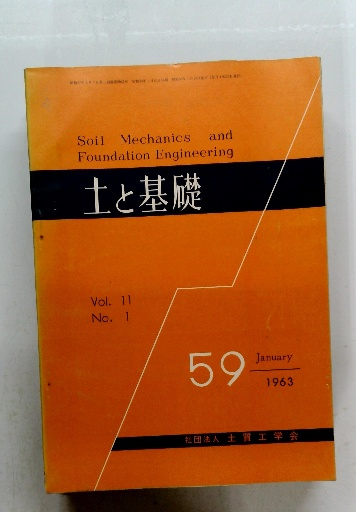 Soil Mechanics and
Foundation Engineering
土と基礎
Vol. 11
No. 1
59
January
1963
社団法人 土質工学会